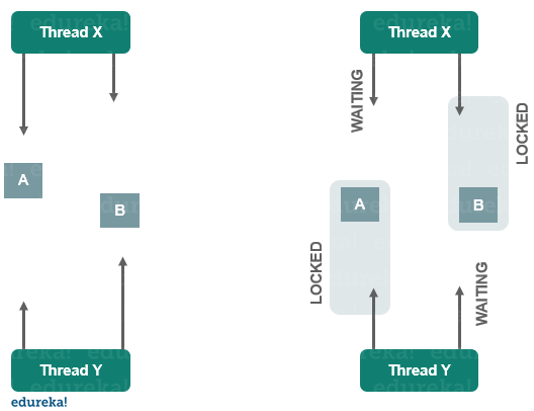 Thread X
Thread X
WAITING
LOCKED
A
B
A
B
LOCKED
WAITING
Thread Y
Thread Y
edureka!